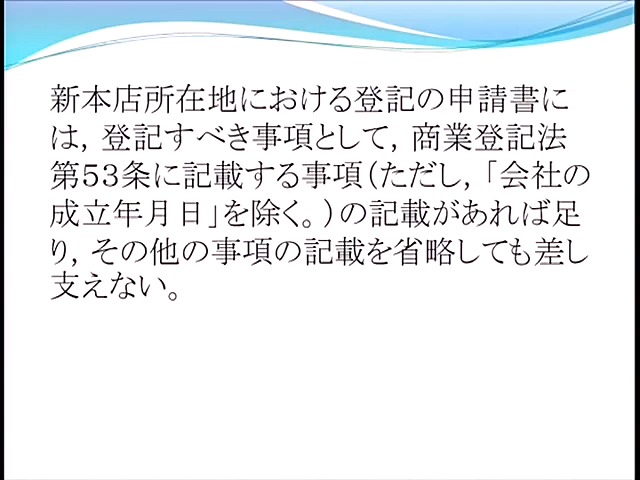 新本店所在地における登記の申請書に
は，登記すべき事項として，商業登記法
第５３条に記載する事項（ただし，「会社の
成立年月日」を除く。）の記載があれば足
り，その他の事項の記載を省略しても差し
支えない。